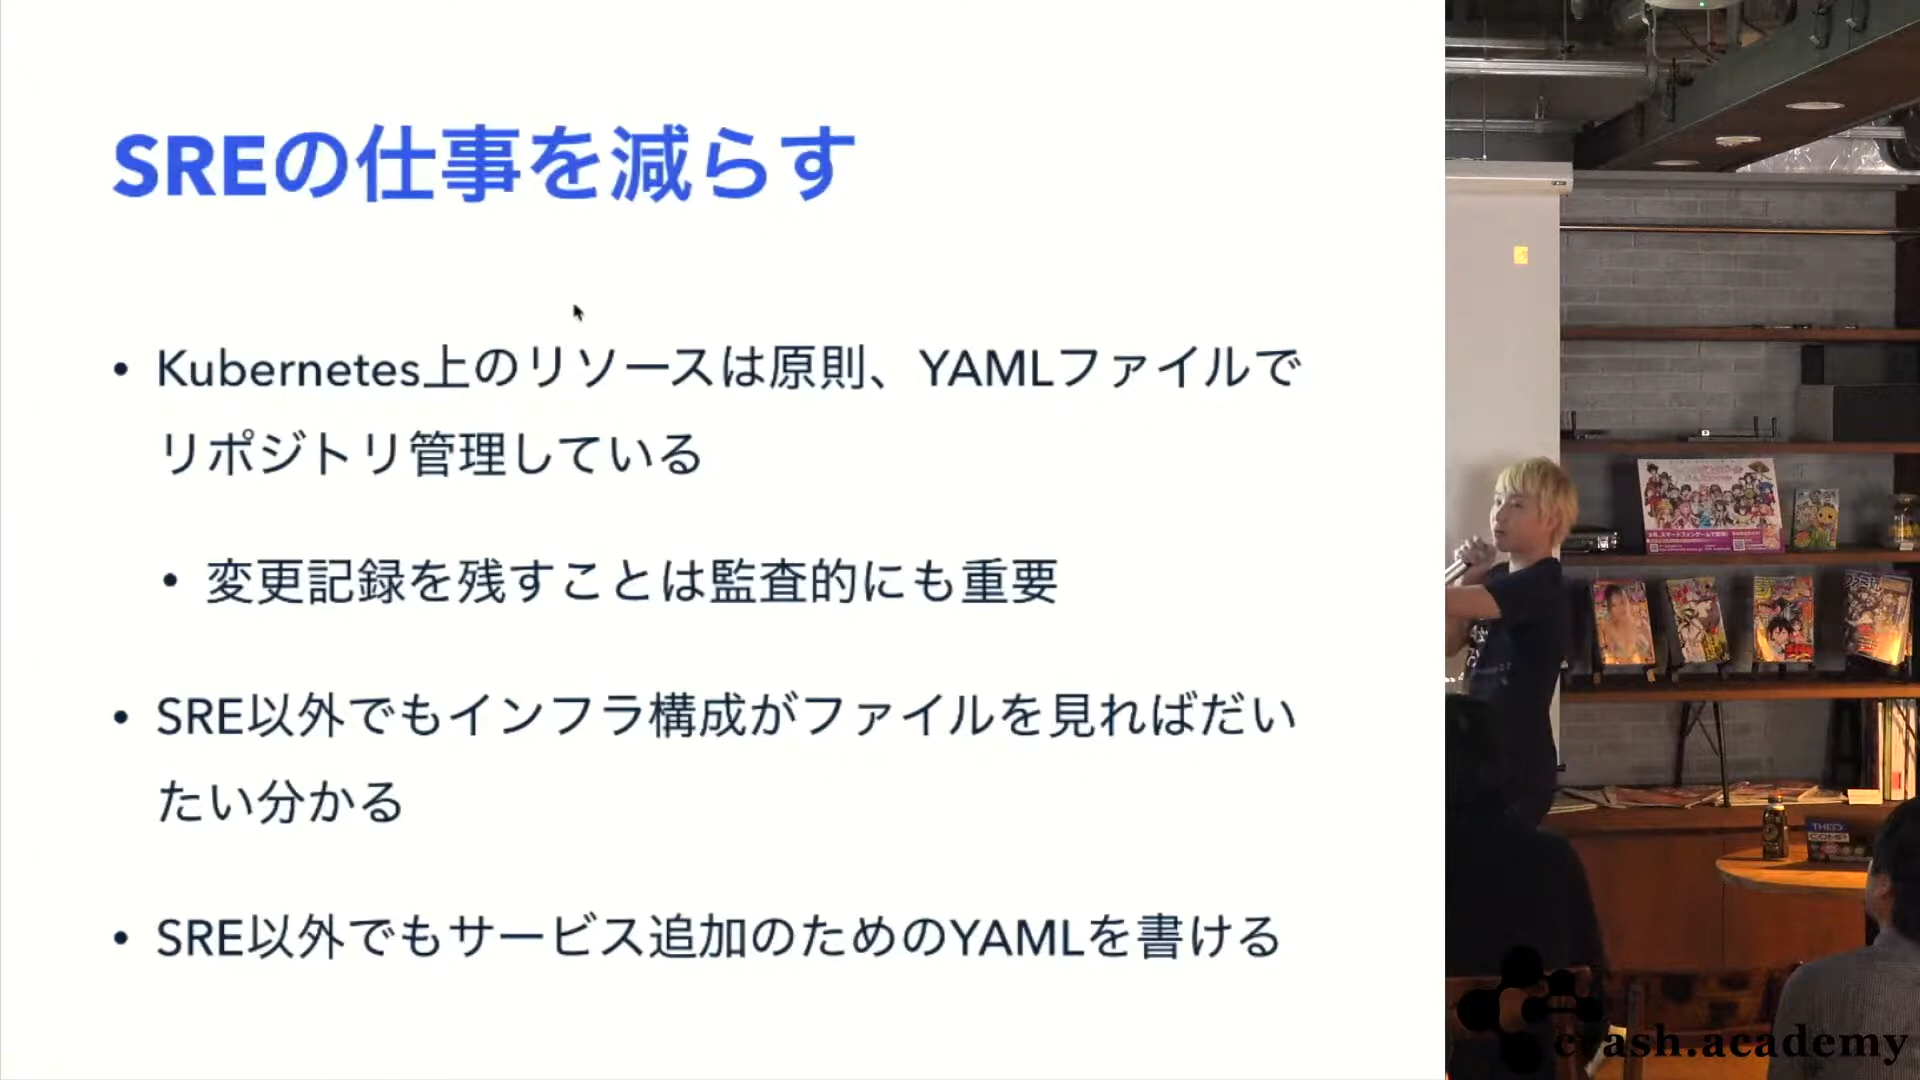 SREの仕事を減らす
• Kubernetes上のリソースは原則、YAMLファイルで
リポジトリ管理している
• 変更記録を残すことは監査的にも重要
• SRE以外でもインフラ構成がファイルを見ればだい
たい分かる
• SRE以外でもサービス追加のためのYAMLを書ける
THEO
COMP
crash.academy